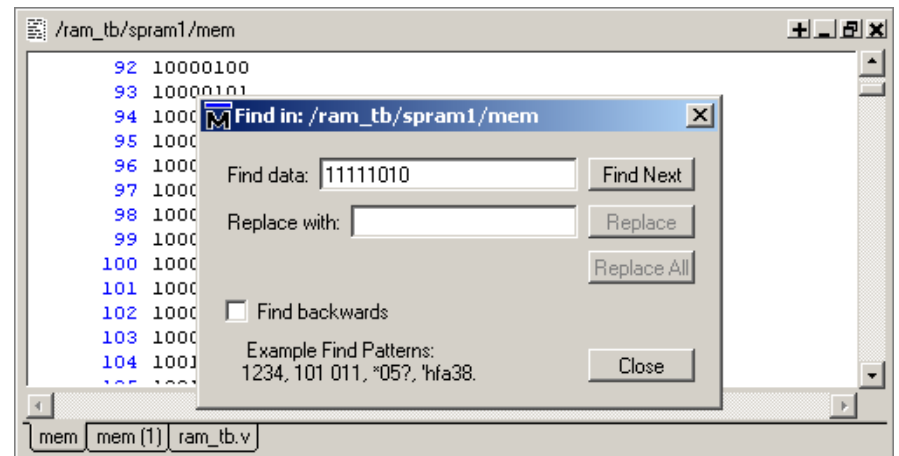 /ram_tb/spram1/mem
92 10000100
93 10000101
94 1000
95 1000
96 1000
97 1000
98 1000
99 1000
100 1000
101 1000
102 1000
103 1000
104 1001
Find in: /ram_tb/spram1/mem
Find data: 11111010 Find Next
Replace with: Replace
Replace All
Find backwards
Example Find Patterns:
1234, 101 011, *05?, 'hfa38.
Close
mem mem (1) ram_tb.v